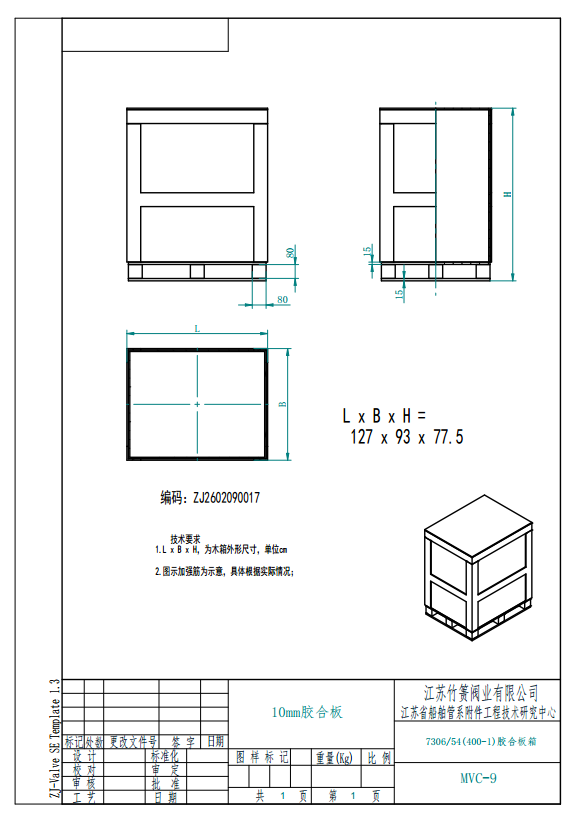 H
80
80
15
15
L
B
L x B x H =
127 x 93 x 77.5
编码: ZJ2602090017
技术要求
1.L x B x H, 为木箱外形尺寸, 单位cm
2.图示加强筋为示意, 具体根据实际情况;
ZJ-Valve SE Template 1.3
标记 处数 更改文件号 签 字 日期
设 计 标准化
校 对 审 定
审 核 批 准
工 艺 日 期
10mm胶合板
图 样 标 记 重量(Kg) 比 例
共 1 页 第 1 页
江苏竹箦阀业有限公司
江苏省船舶管系附件工程技术研究中心
7306/54(400-1)胶合板箱
MVC-9